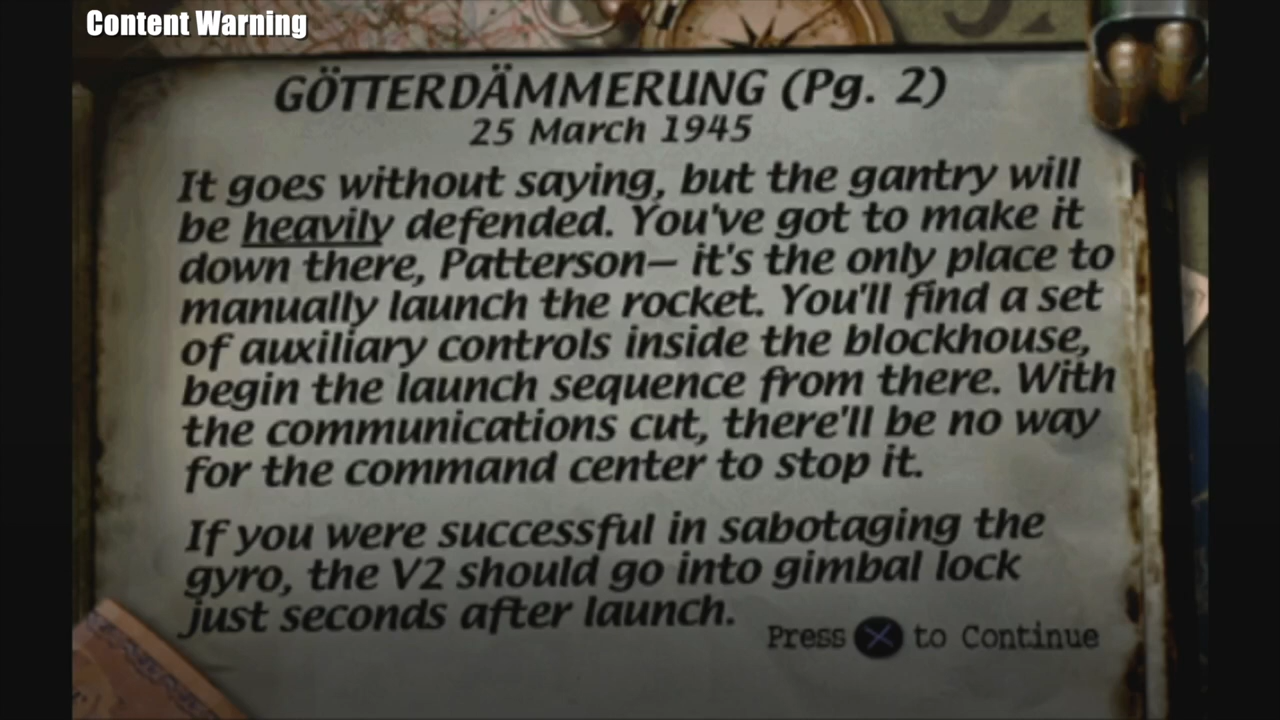 Content Warning
GÖTTERDÄMMERUNG (Pg. 2)
25 March 1945
It goes without saying, but the gantry will
be heavily defended. You've got to make it
down there, Patterson— it's the only place to
manually launch the rocket. You'll find a set
of auxiliary controls inside the blockhouse,
begin the launch sequence from there. With
the communications cut, there'll be no way
for the command center to stop it.
If you were successful in sabotaging the
gyro, the V2 should go into gimbal lock
just seconds after launch.
Press X to Continue